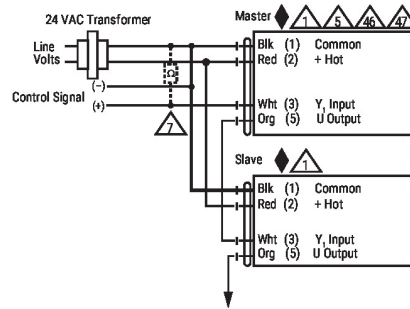 24 VAC Transformer
Master 1 5 46 47
Line
Volts
Blk (1) Common
Red (2) + Hot
Ω
(–)
Control Signal
(+)
Wht (3) Y1 Input
Org (5) U Output
7
Slave 1
Blk (1) Common
Red (2) + Hot
Wht (3) Y1 Input
Org (5) U Output